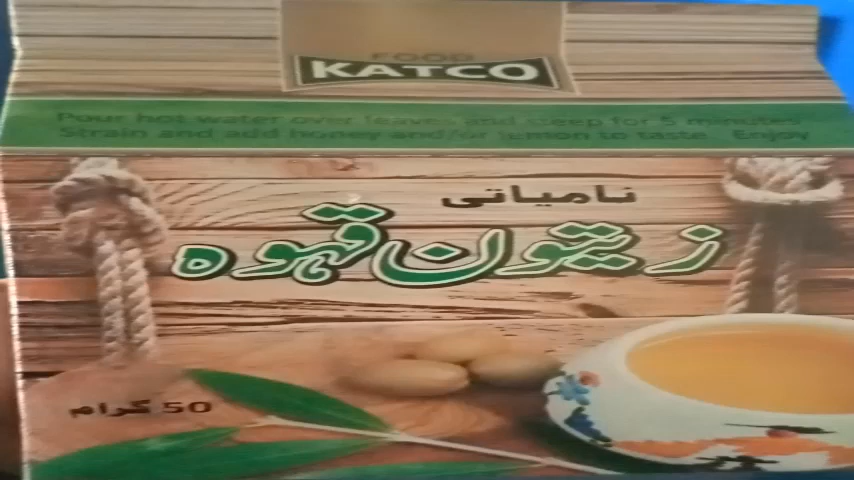 FOOD
KATCO
Pour hot water over leaves and steep for 5 minutes
Strain and add honey and/or lemon to taste. Enjoy
نامیاتی
زیتون قہوہ
50 گرام